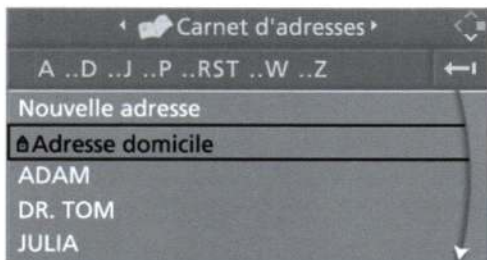 Carnet d'adresses
A ..D ..J ..P ..RST ..W ..Z
Nouvelle adresse
Adresse domicile
ADAM
DR. TOM
JULIA